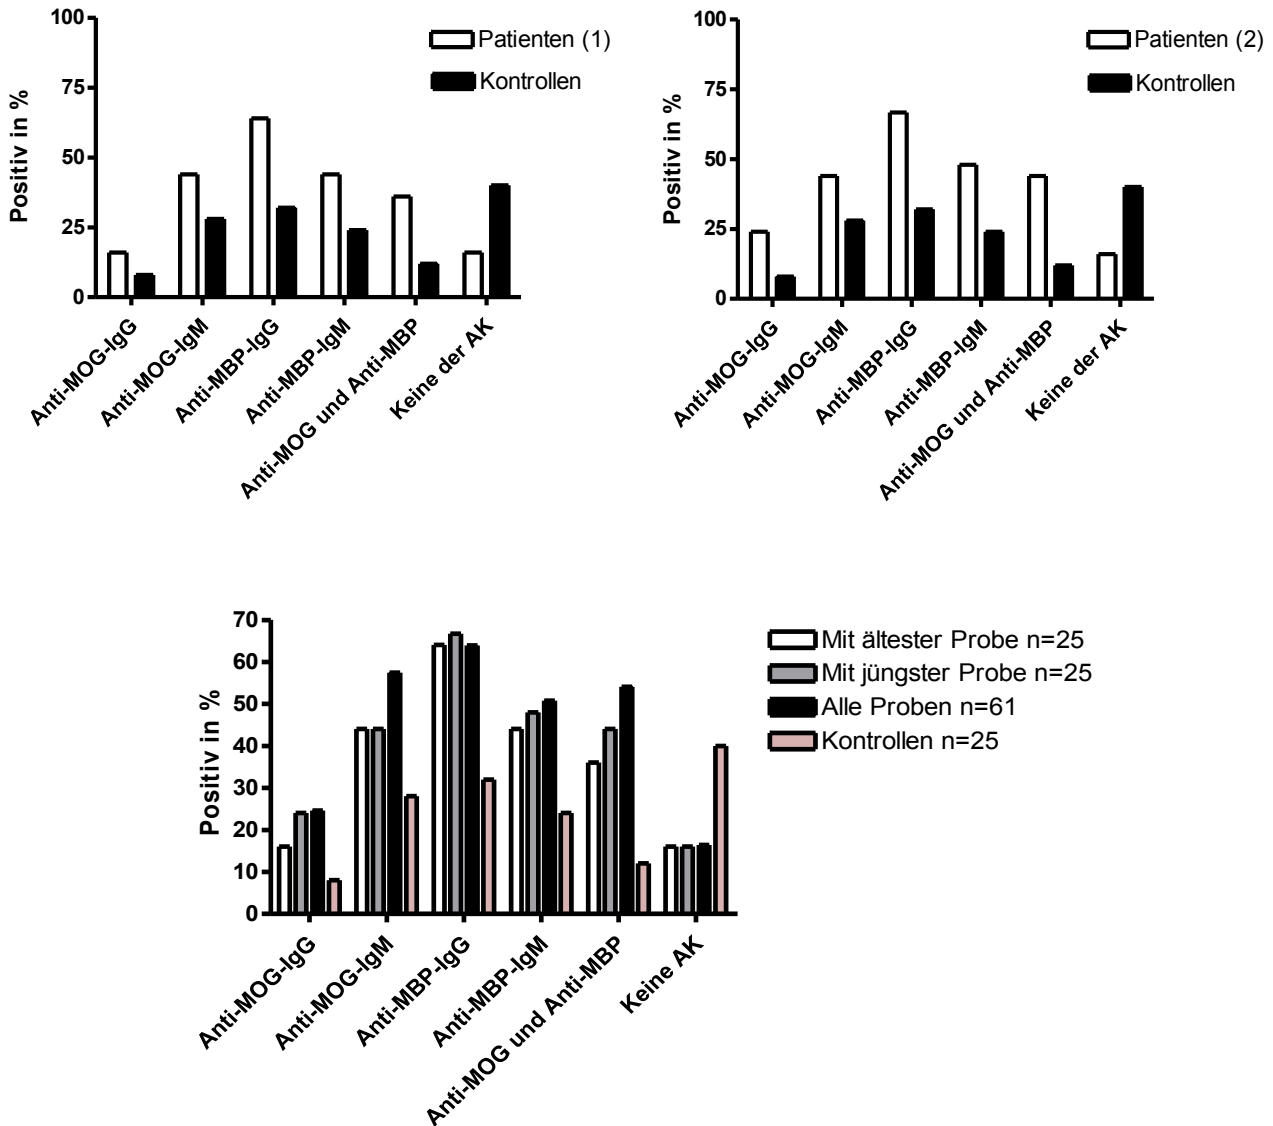 100
75
50
25
0
Positiv in %
Patienten (1)
Kontrollen
Anti-MOG-IgG
Anti-MOG-IgM
Anti-MBP-IgG
Anti-MBP-IgM
Anti-MOG und Anti-MBP
Keine der AK
100
75
50
25
0
Positiv in %
Patienten (2)
Kontrollen
Anti-MOG-IgG
Anti-MOG-IgM
Anti-MBP-IgG
Anti-MBP-IgM
Anti-MOG und Anti-MBP
Keine der AK
70
60
50
40
30
20
10
0
Positiv in %
Mit ältester Probe n=25
Mit jüngster Probe n=25
Alle Proben n=61
Kontrollen n=25
Anti-MOG-IgG
Anti-MOG-IgM
Anti-MBP-IgG
Anti-MBP-IgM
Anti-MOG und Anti-MBP
Keine AK